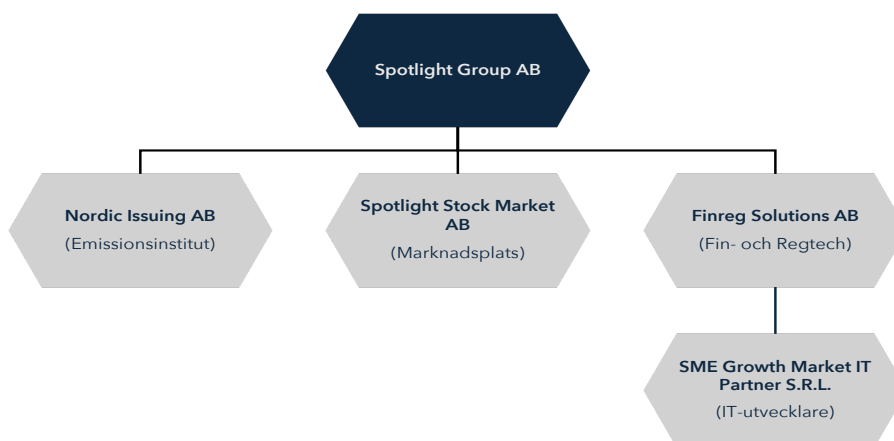 Spotlight Group AB
Nordic Issuing AB
(Emissionsinstitut)
Spotlight Stock Market
AB
(Marknadsplats)
Finreg Solutions AB
(Fin- och Regtech)
SME Growth Market IT
Partner S.R.L.
(IT-utvecklare)